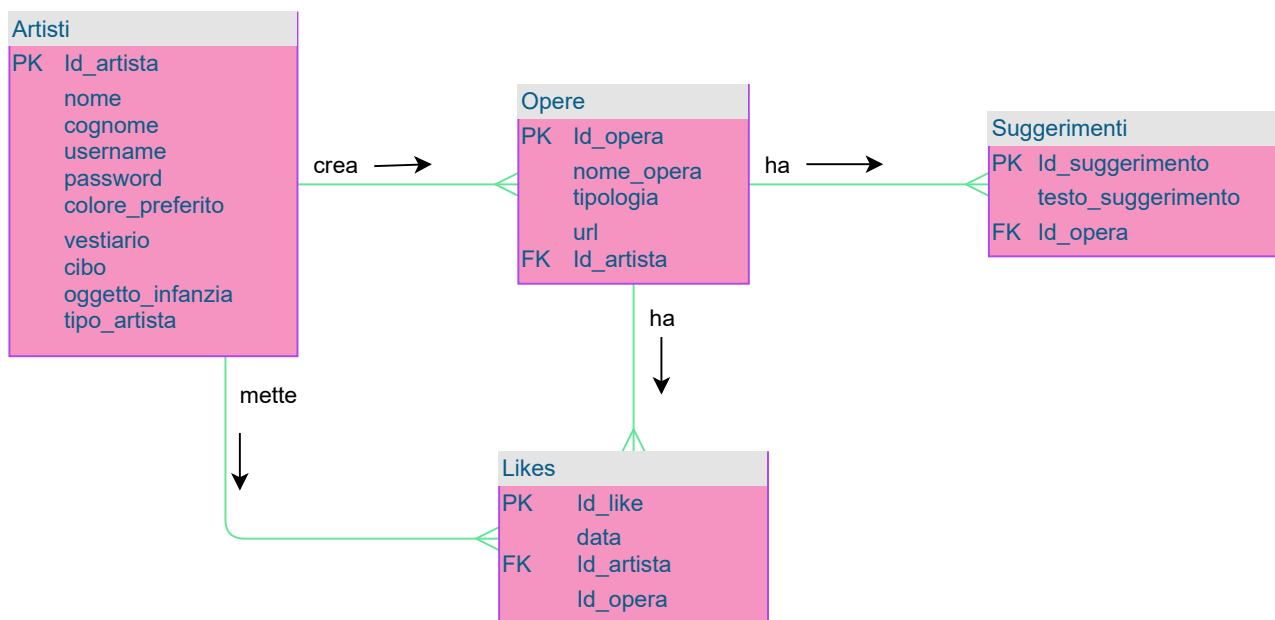 Artisti
PK Id_artista
nome
cognome
username
password
colore_preferito
vestiario
cibo
oggetto_infanzia
tipo_artista
crea
Opere
PK Id_opera
nome_opera
tipologia
url
FK Id_artista
ha
Suggerimenti
PK Id_suggerimento
testo_suggerimento
FK Id_opera
ha
mette
Likes
PK Id_like
data
FK Id_artista
Id_opera